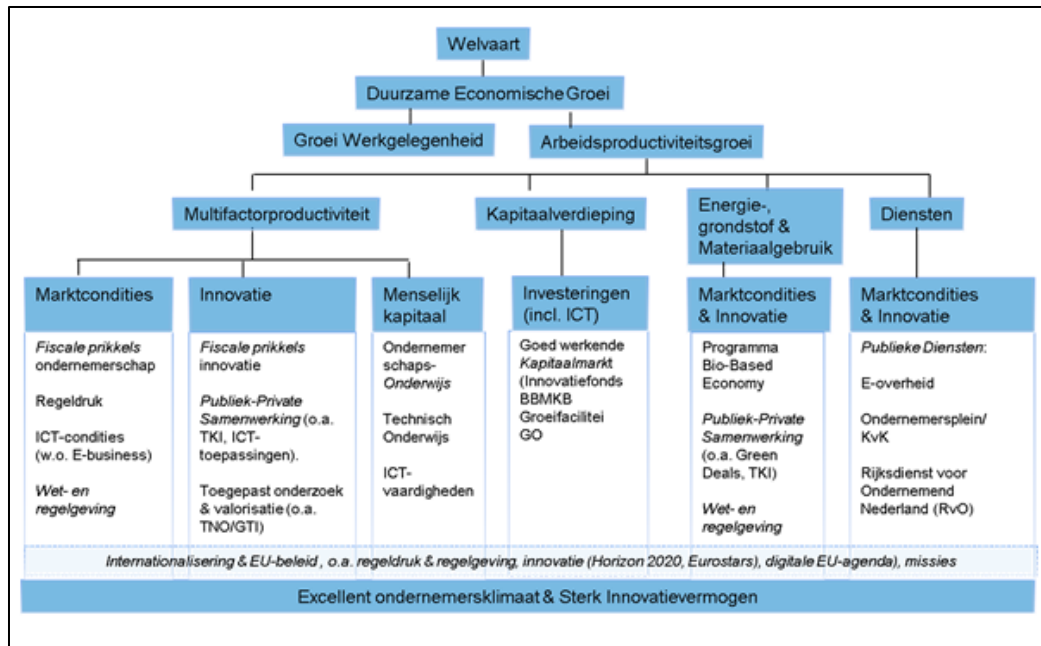 Welvaart
Duurzame Economische Groei
Groei Werkgelegenheid
Arbeidsproductiviteitsgroei
Multifactorproductiviteit
Kapitaalverdieping
Energie-,
grondstof &
Materiaalgebruik
Diensten
Marktcondities
Fiscale prikkels
ondernemerschap
Regeldruk
ICT-condities
(w.o. E-business)
Wet- en
regelgeving
Innovatie
Fiscale prikkels
innovatie
Publiek-Private
Samenwerking (o.a.
TKI, ICT-
toepassingen).
Toegepast onderzoek
& valorisatie (o.a.
TNO/GTI)
Menselijk
kapitaal
Ondernemer
schaps-
Onderwijs
Technisch
Onderwijs
ICT-
vaardigheden
Investeringen
(incl. ICT)
Goed werkende
Kapitaalmarkt
(Innovatiefonds
BBMKB
Groeifacilitei
GO
Marktcondities
& Innovatie
Programma
Bio-Based
Economy
Publiek-Private
Samenwerking
(o.a. Green
Deals, TKI)
Wet- en
regelgeving
Marktcondities
& Innovatie
Publieke Diensten:
E-overheid
Ondernemersplein/
KvK
Rijksdienst voor
Ondernemend
Nederland (RvO)
Internationalisering & EU-beleid , o.a. regeldruk & regelgeving, innovatie (Horizon 2020, Eurostars), digitale EU-agenda), missies
Excellent ondernemersklimaat & Sterk Innovatievermogen